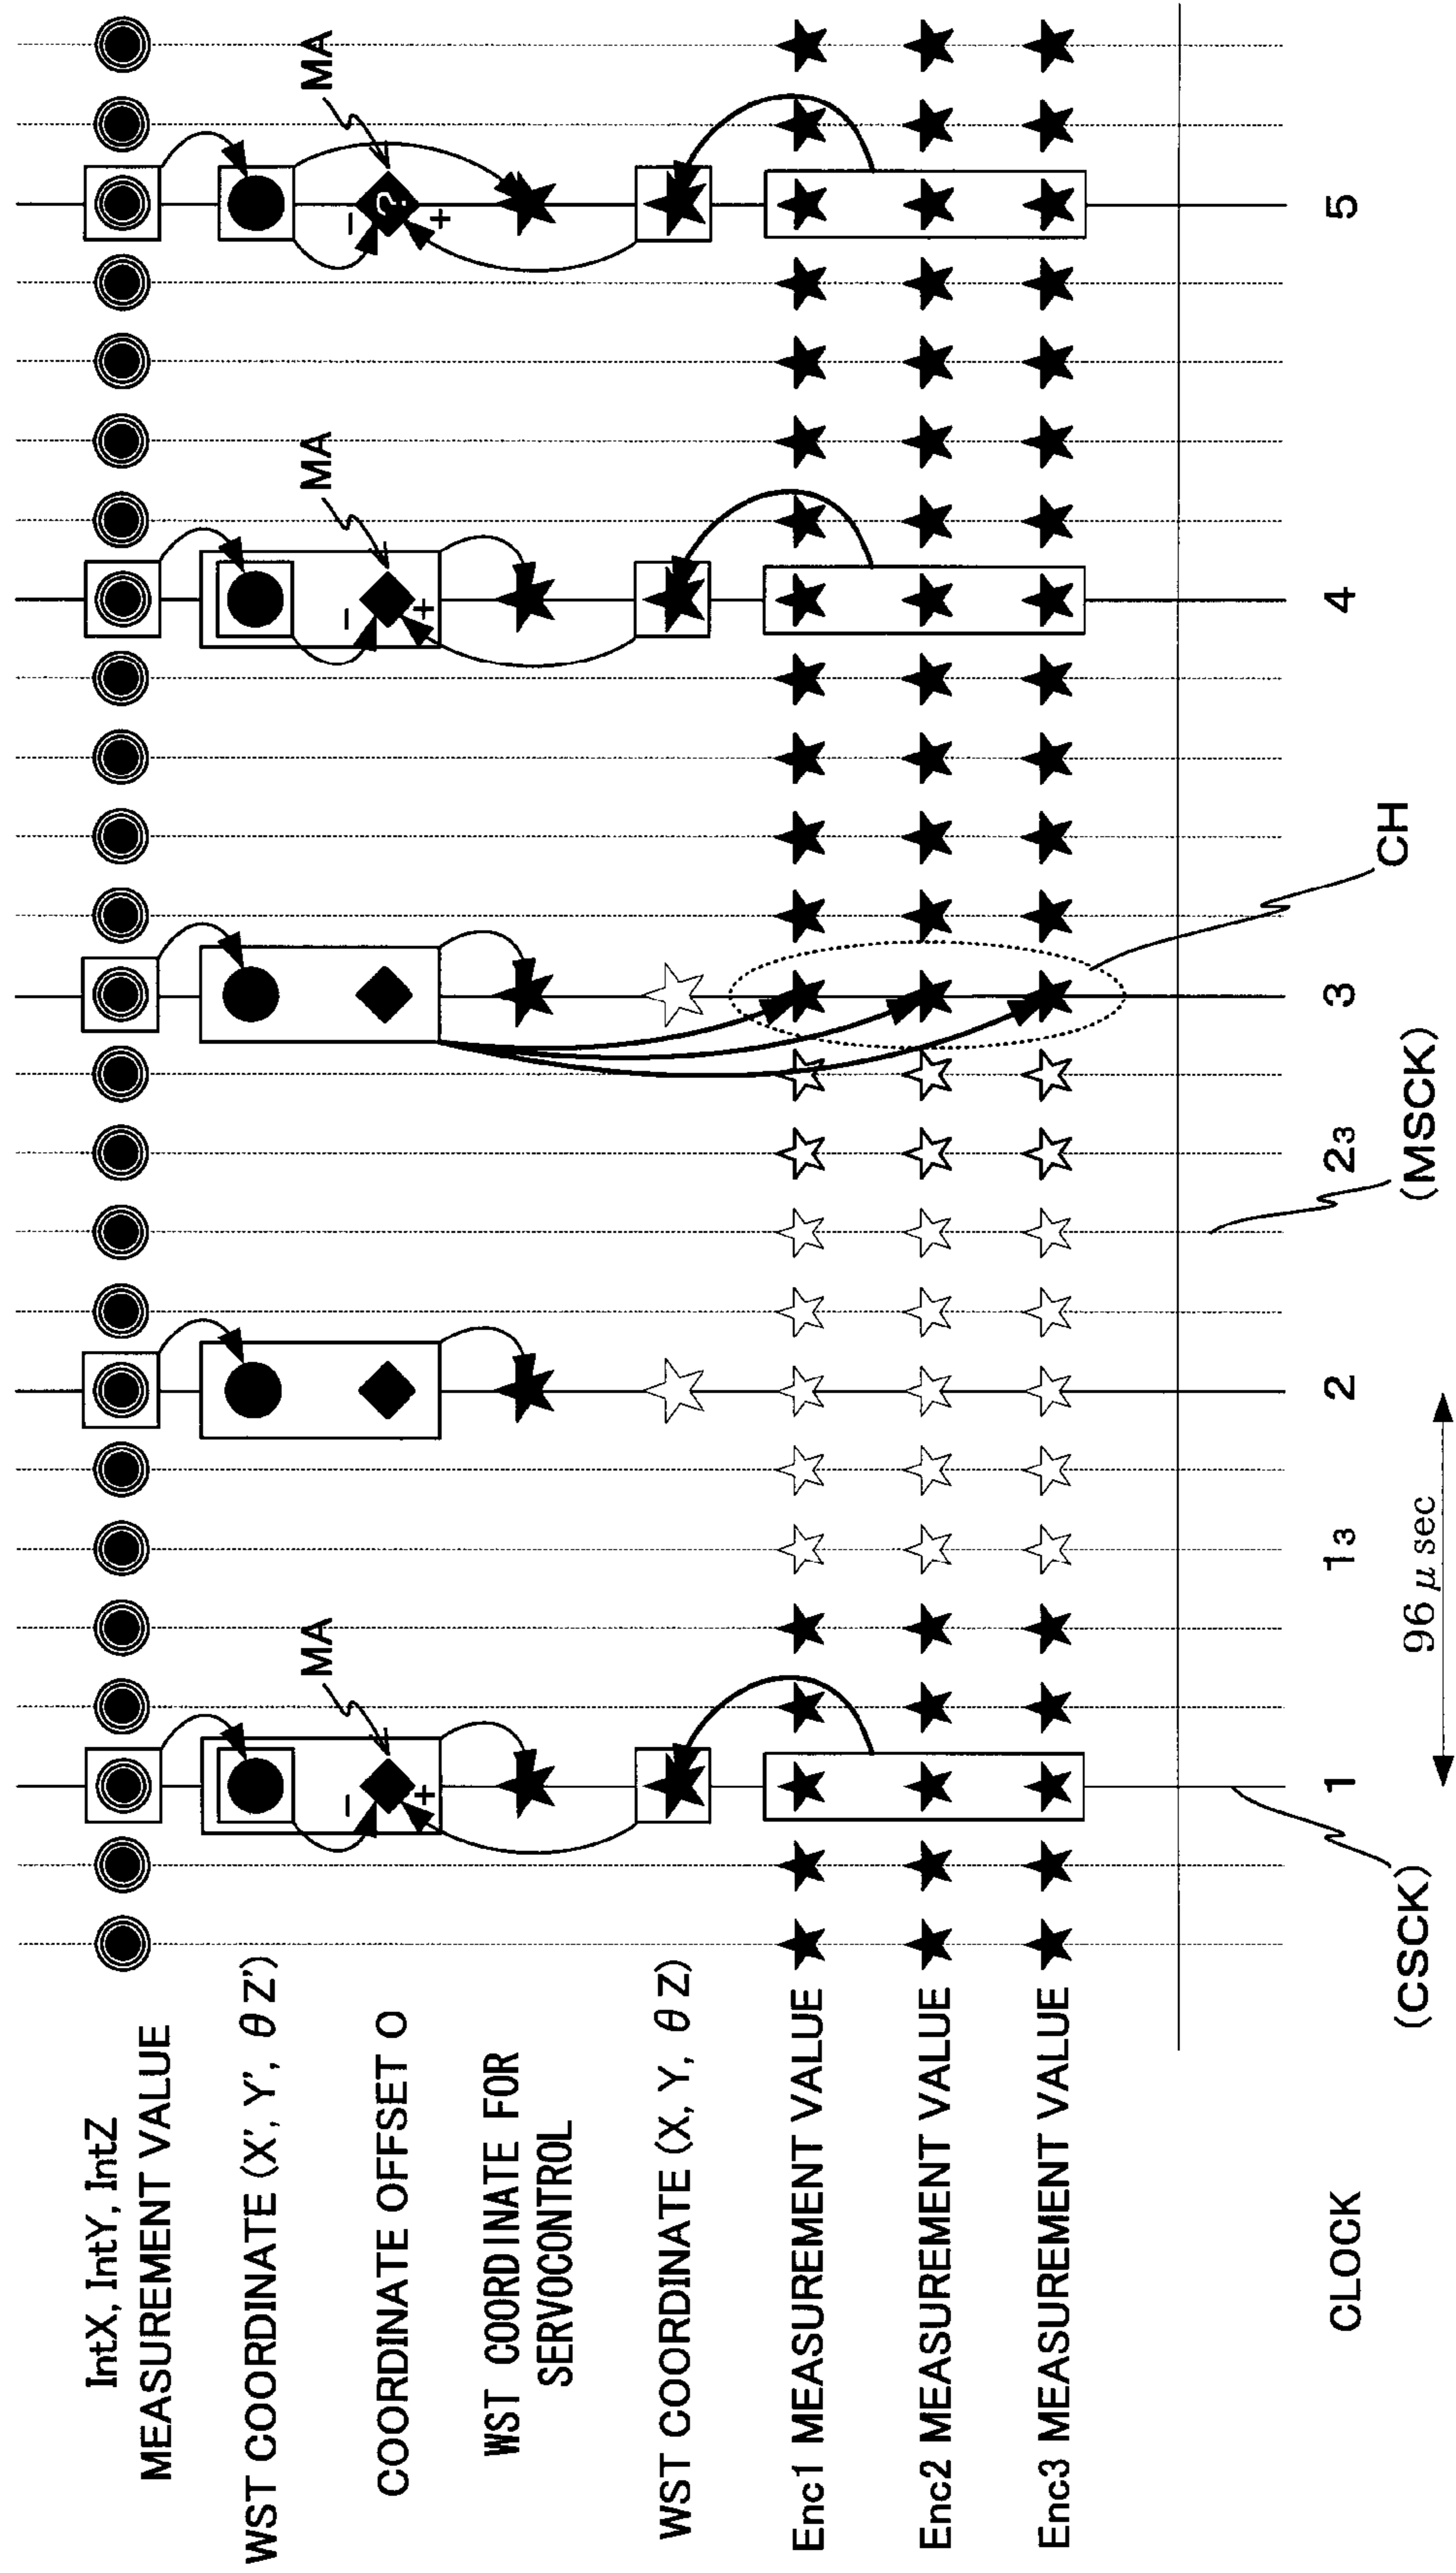 IntX, IntY, IntZ
MEASUREMENT VALUE
WST COORDINATE (X', Y', θZ')
COORDINATE OFFSET O
WST COORDINATE FOR
SERVOCONTROL
WST COORDINATE (X, Y, θZ)
Enc1 MEASUREMENT VALUE
Enc2 MEASUREMENT VALUE
Enc3 MEASUREMENT VALUE
MA
MA
MA
−
+
−
+
−
?
+
CH
CLOCK
1
13
2
23
3
4
5
(CSCK)
96 μ sec
(MSCK)